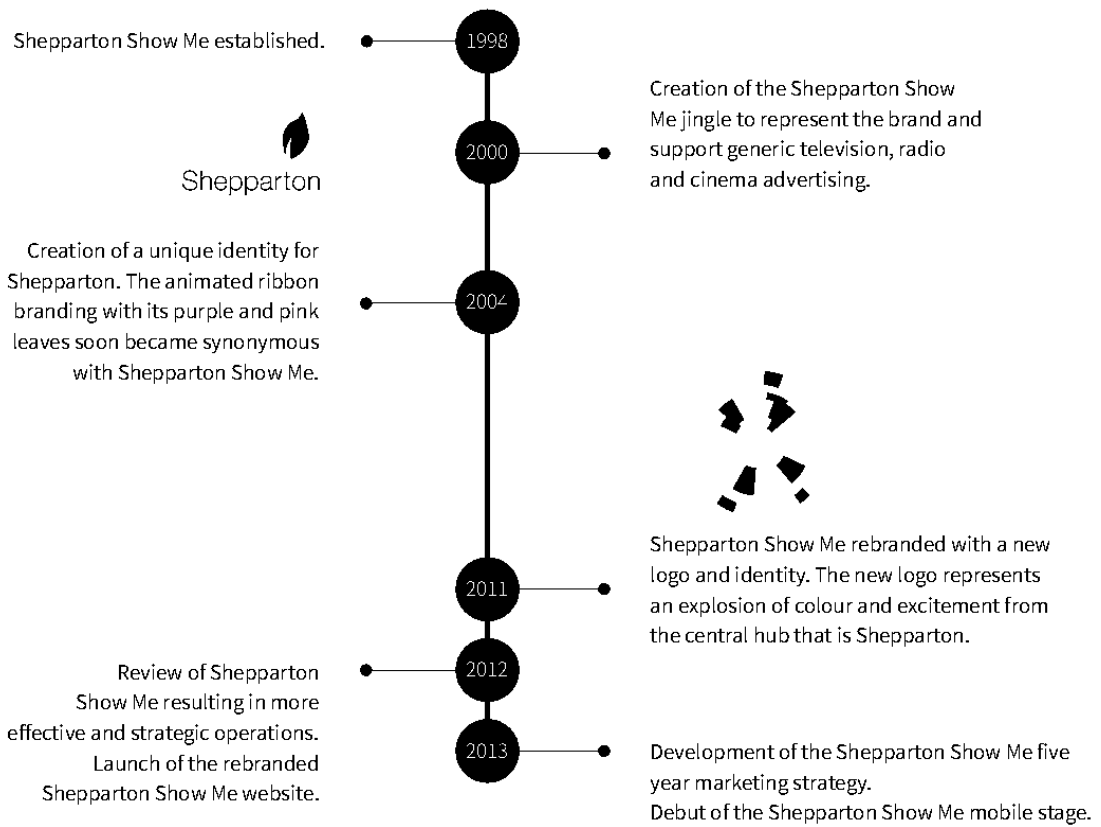 Shepparton Show Me established.
1998
2000
Creation of the Shepparton Show
Me jingle to represent the brand and
support generic television, radio
and cinema advertising.
Shepparton
Creation of a unique identity for
Shepparton. The animated ribbon
branding with its purple and pink
leaves soon became synonymous
with Shepparton Show Me.
2004
2011
Shepparton Show Me rebranded with a new
logo and identity. The new logo represents
an explosion of colour and excitement from
the central hub that is Shepparton.
Review of Shepparton
Show Me resulting in more
effective and strategic operations.
Launch of the rebranded
Shepparton Show Me website.
2012
2013
Development of the Shepparton Show Me five
year marketing strategy.
Debut of the Shepparton Show Me mobile stage.